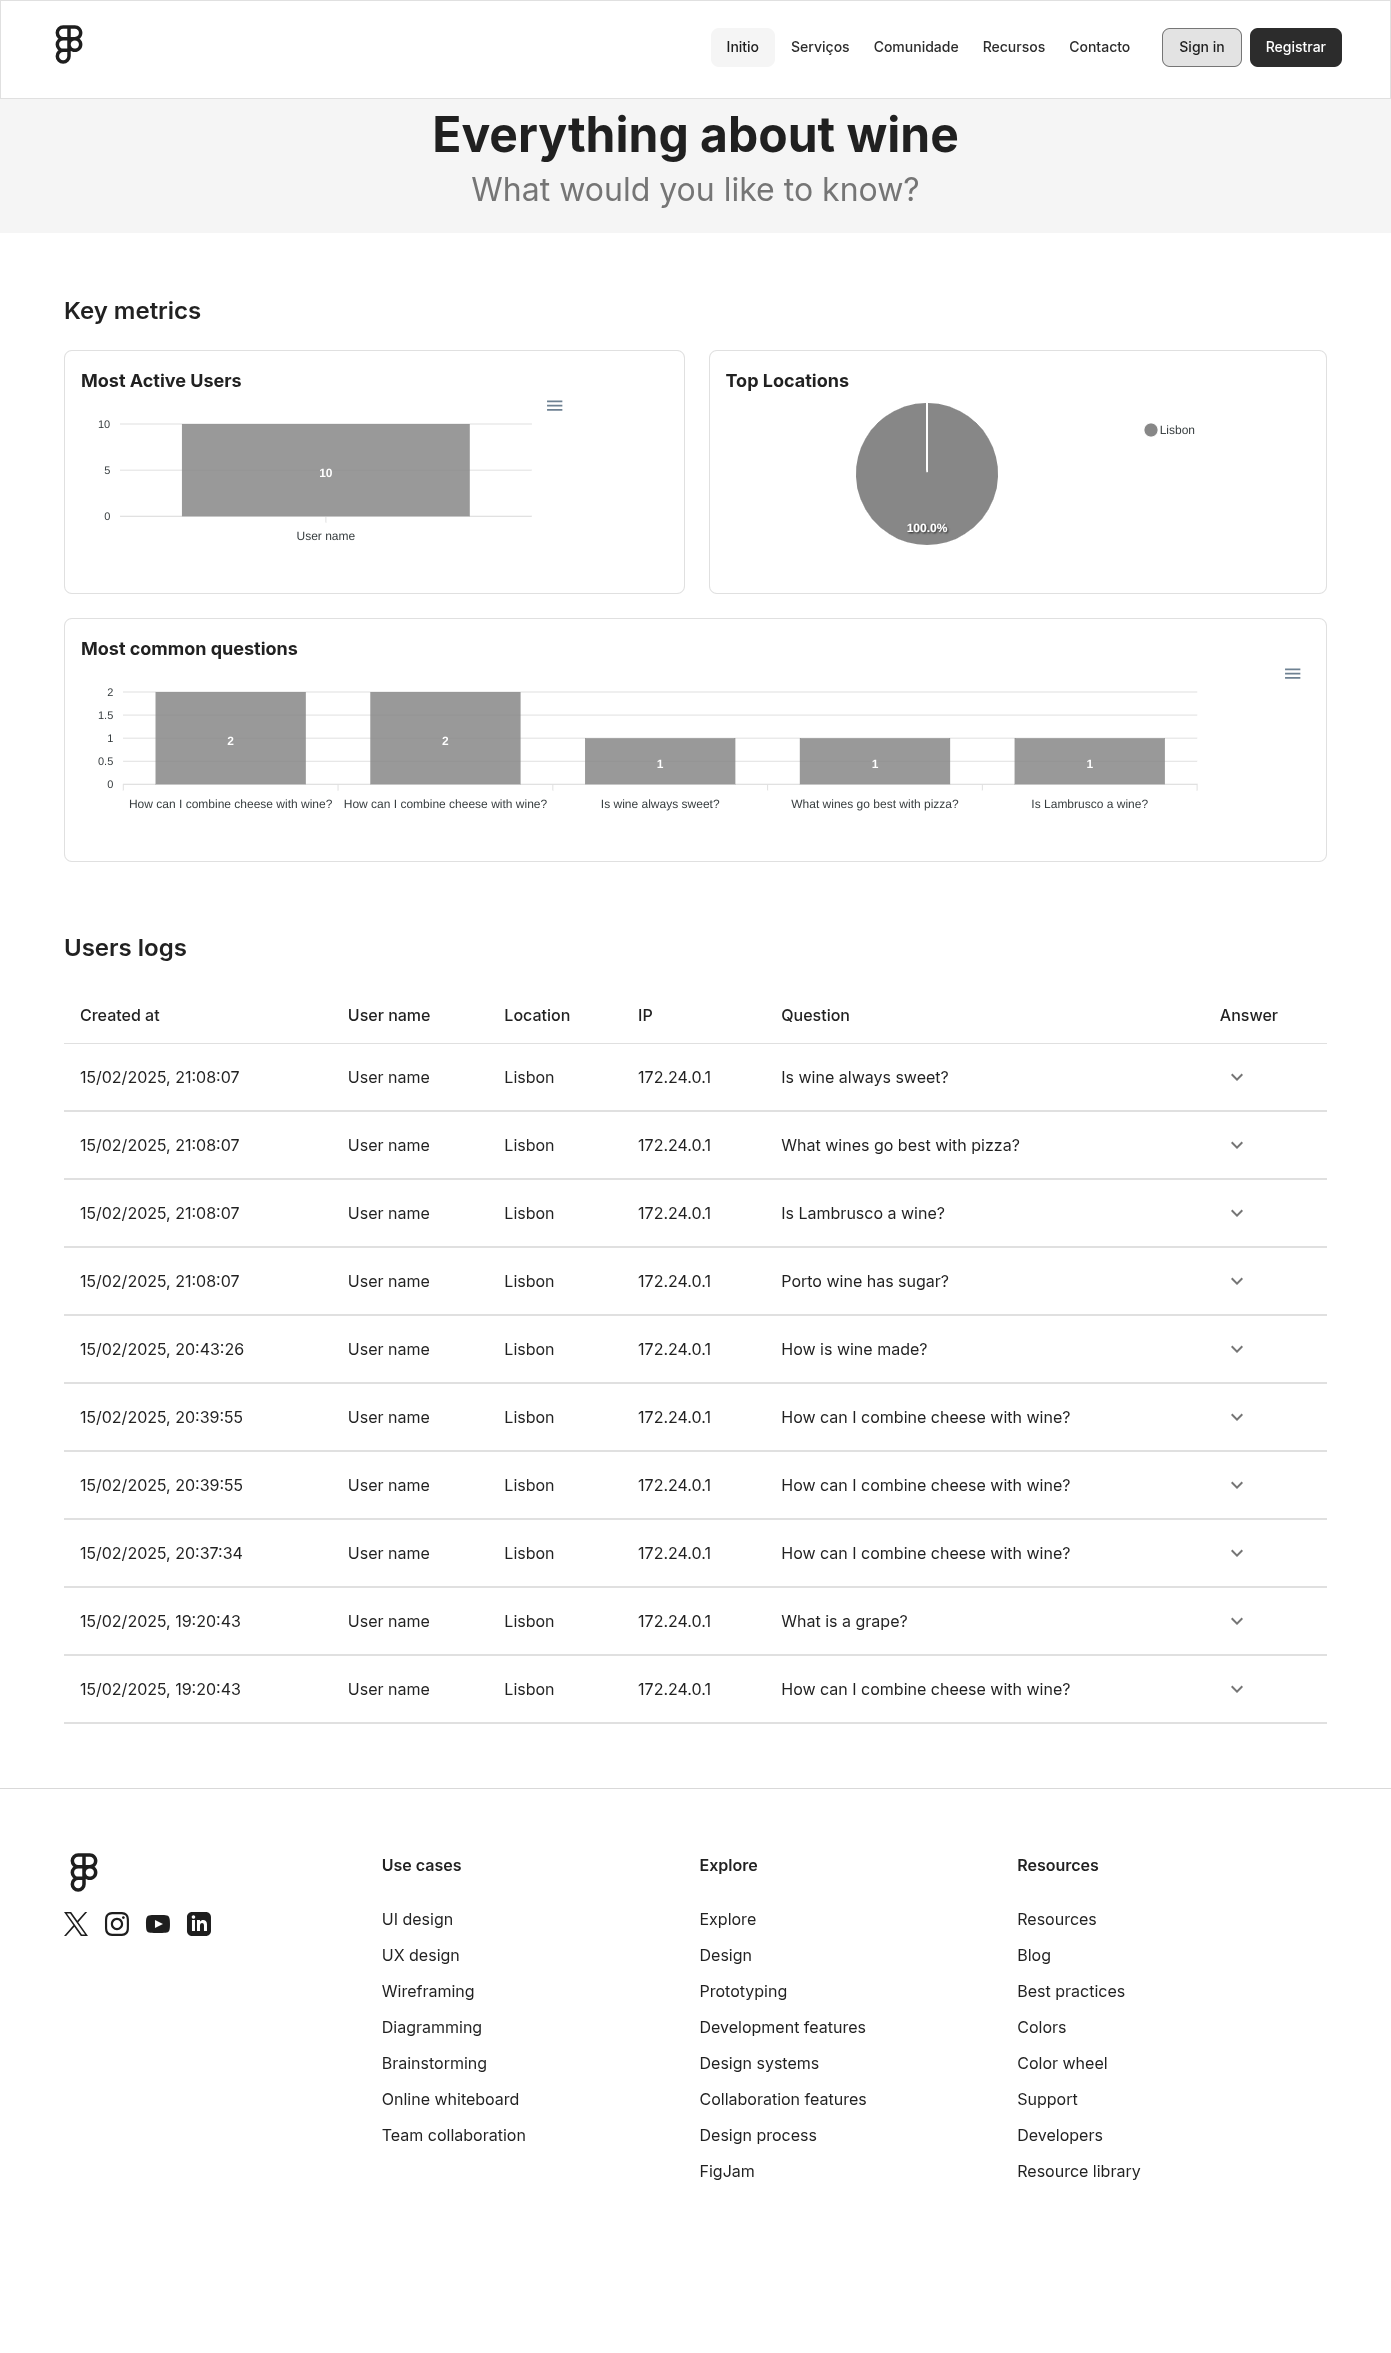 Initio Serviços Comunidade Recursos Contacto Sign in Registrar
Everything about wine
What would you like to know?
Key metrics
Most Active Users
10
5
0
10
User name
Top Locations
100.0%
Lisbon
Most common questions
2
1.5
1
0.5
0
2 2 1 1 1
How can I combine cheese with wine? How can I combine cheese with wine? Is wine always sweet? What wines go best with pizza? Is Lambrusco a wine?
Users logs
Created at User name Location IP Question Answer
15/02/2025, 21:08:07 User name Lisbon 172.24.0.1 Is wine always sweet?
15/02/2025, 21:08:07 User name Lisbon 172.24.0.1 What wines go best with pizza?
15/02/2025, 21:08:07 User name Lisbon 172.24.0.1 Is Lambrusco a wine?
15/02/2025, 21:08:07 User name Lisbon 172.24.0.1 Porto wine has sugar?
15/02/2025, 20:43:26 User name Lisbon 172.24.0.1 How is wine made?
15/02/2025, 20:39:55 User name Lisbon 172.24.0.1 How can I combine cheese with wine?
15/02/2025, 20:39:55 User name Lisbon 172.24.0.1 How can I combine cheese with wine?
15/02/2025, 20:37:34 User name Lisbon 172.24.0.1 How can I combine cheese with wine?
15/02/2025, 19:20:43 User name Lisbon 172.24.0.1 What is a grape?
15/02/2025, 19:20:43 User name Lisbon 172.24.0.1 How can I combine cheese with wine?
Use cases
UI design
UX design
Wireframing
Diagramming
Brainstorming
Online whiteboard
Team collaboration
Explore
Explore
Design
Prototyping
Development features
Design systems
Collaboration features
Design process
FigJam
Resources
Resources
Blog
Best practices
Colors
Color wheel
Support
Developers
Resource library